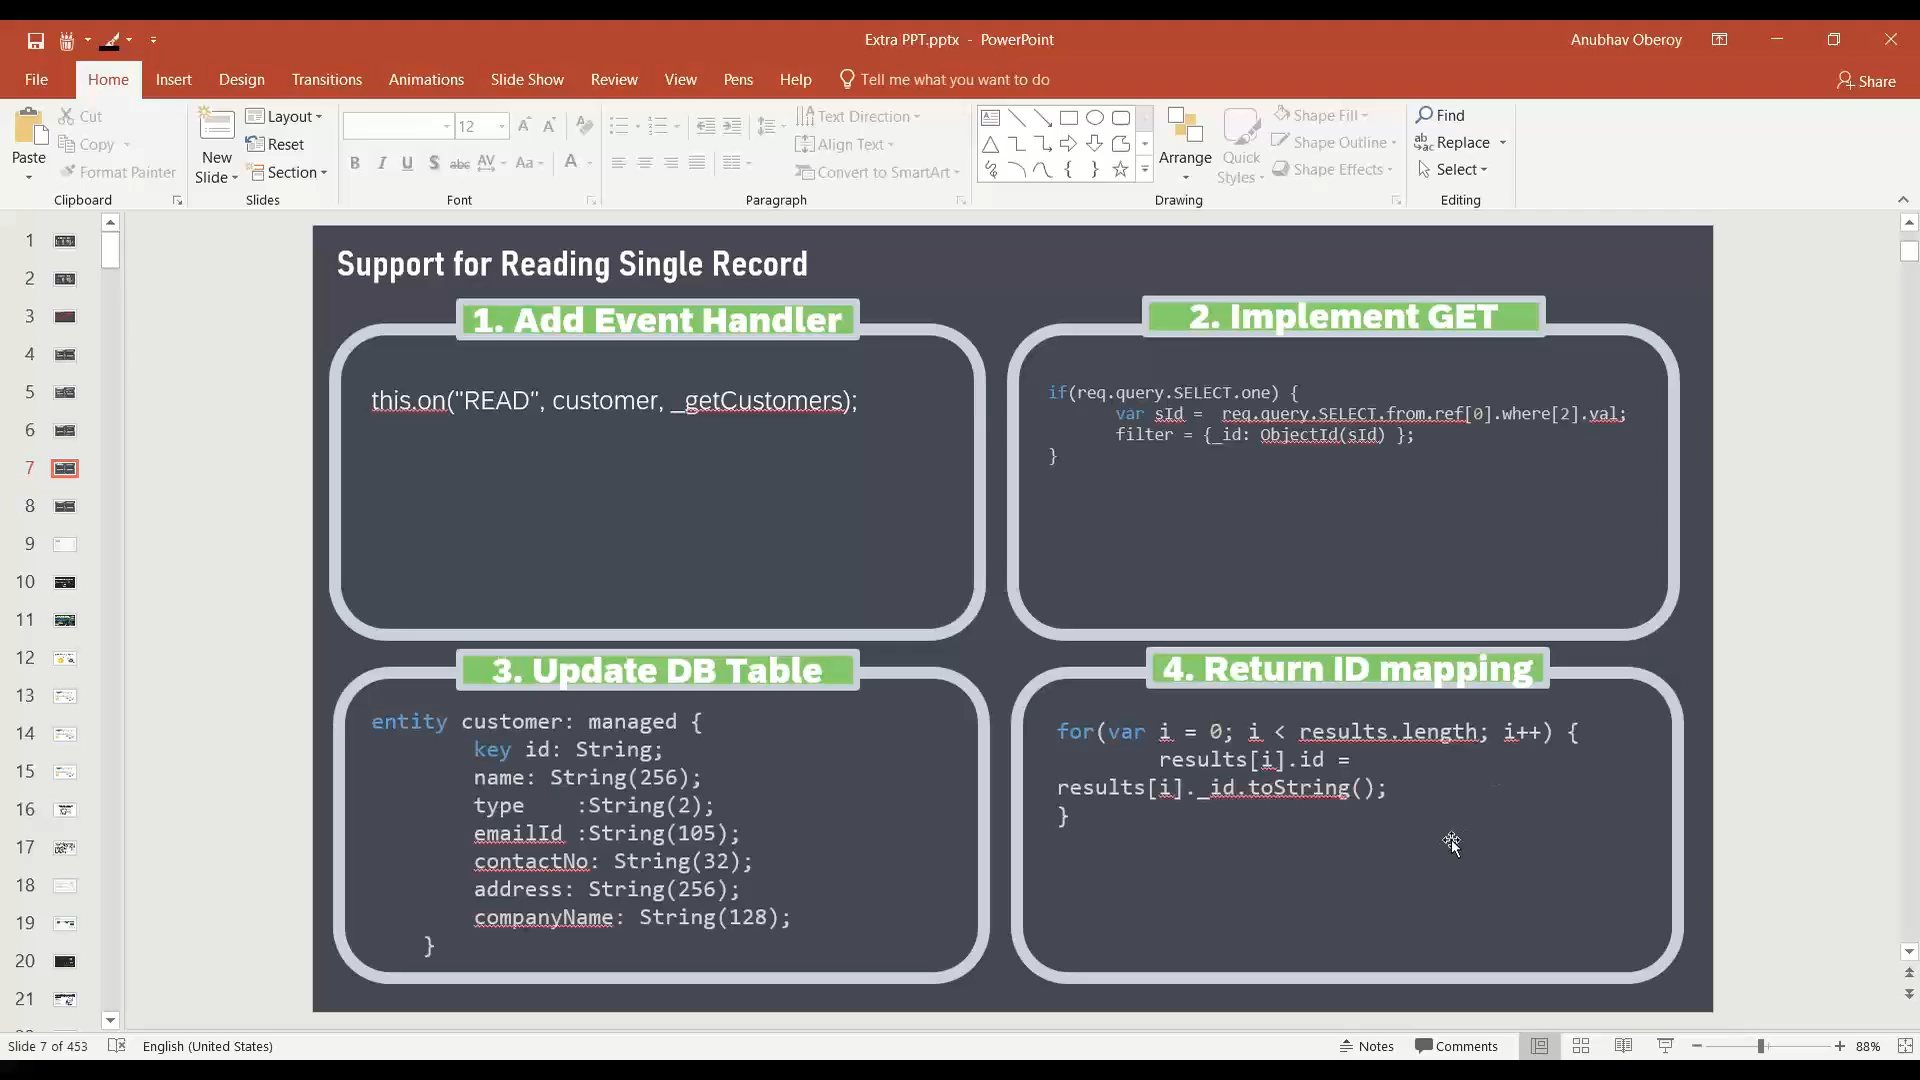 Extra PPT.pptx - PowerPoint
Anubhav Oberoy
File Home Insert Design Transitions Animations Slide Show Review View Pens Help Tell me what you want to do
Share
Paste
Cut
Copy
Format Painter
Clipboard
New Slide
Layout
Reset
Section
Slides
12
B I U S abc AV Aa A
Font
Text Direction
Align Text
Convert to SmartArt
Paragraph
Arrange
Quick Styles
Shape Fill
Shape Outline
Shape Effects
Drawing
Find
Replace
Select
Editing
1
2
3
4
5
6
7
8
9
10
11
12
13
14
15
16
17
18
19
20
21
Support for Reading Single Record
1. Add Event Handler
this.on("READ", customer, _getCustomers);
2. Implement GET
if(req.query.SELECT.one) {
var sId = req.query.SELECT.from.ref[0].where[2].val;
filter = {_id: ObjectId(sId) };
}
3. Update DB Table
entity customer: managed {
key id: String;
name: String(256);
type :String(2);
emailId :String(105);
contactNo: String(32);
address: String(256);
companyName: String(128);
}
4. Return ID mapping
for(var i = 0; i < results.length; i++) {
results[i].id =
results[i]._id.toString();
}
Slide 7 of 453
English (United States)
Notes
Comments
88%